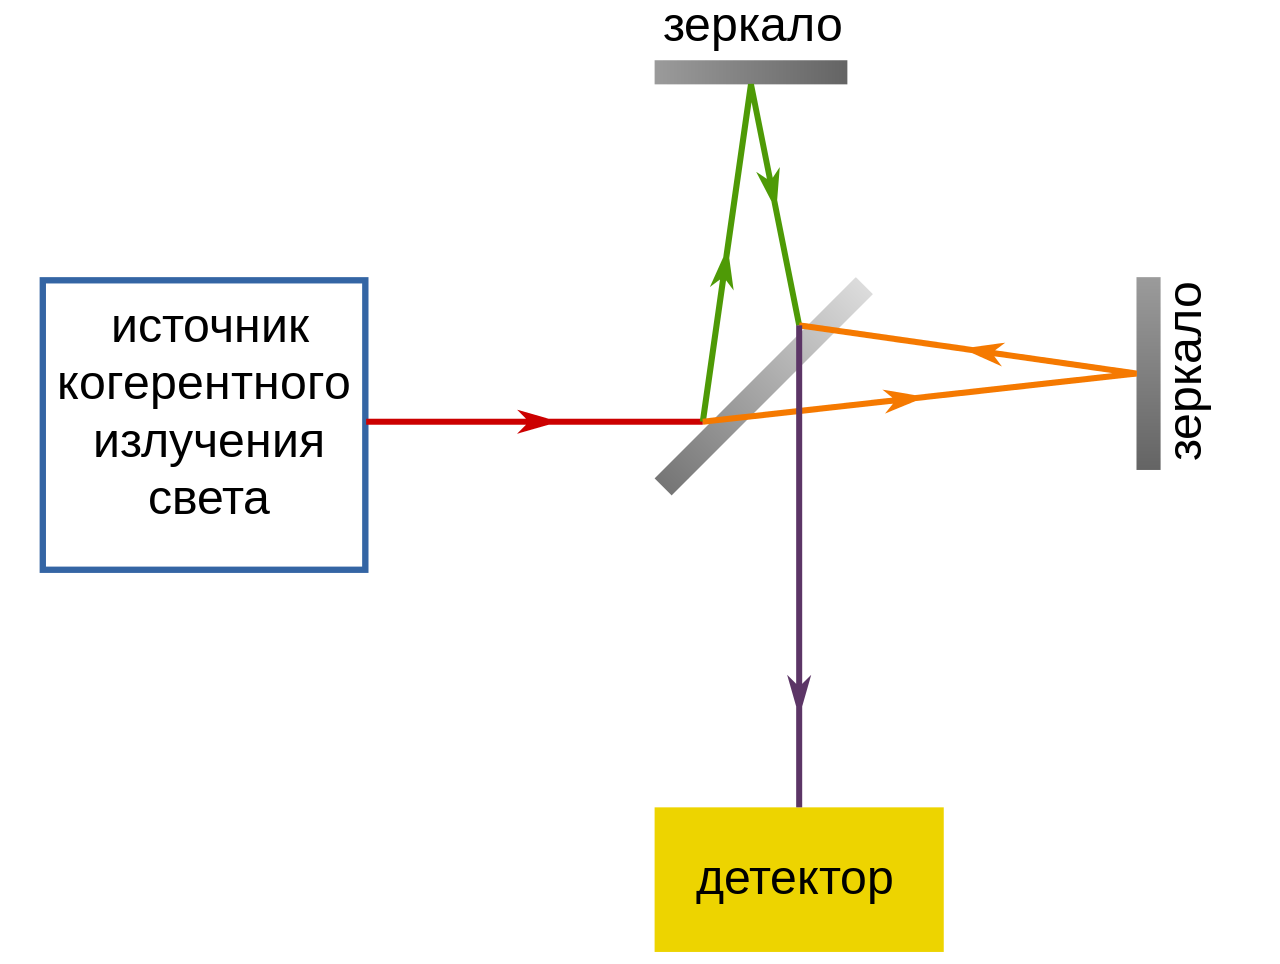 зеркало
источник
когерентного
излучения
света
зеркало
детектор